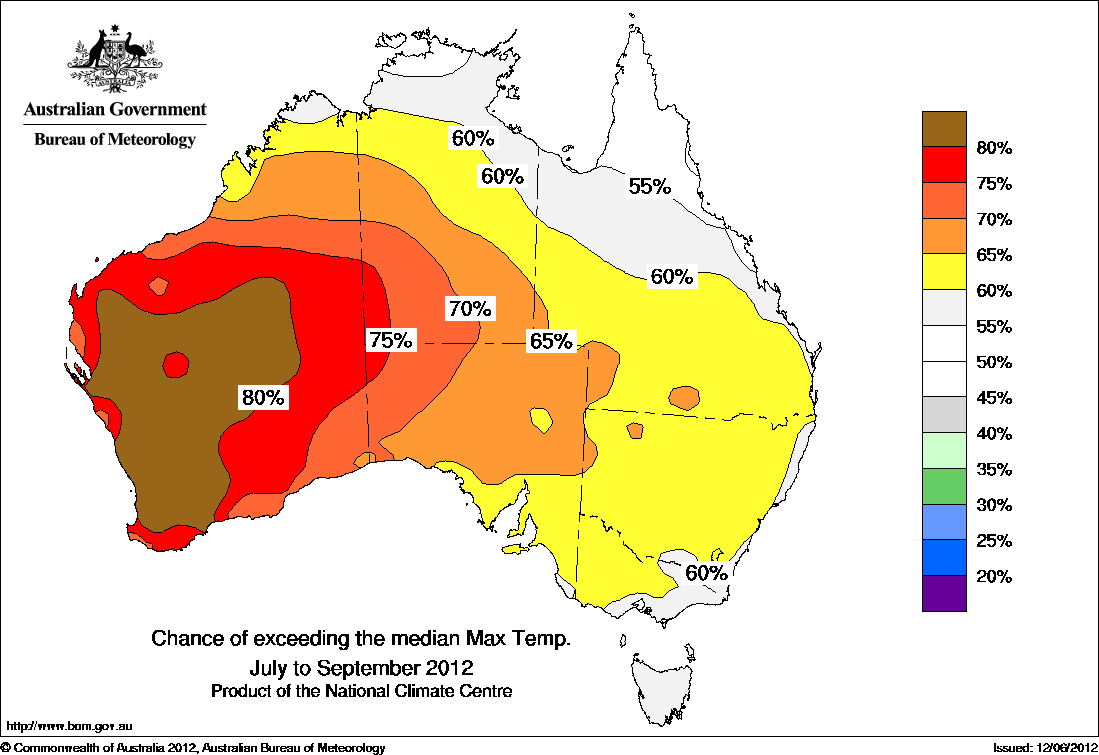 Australian Government
Bureau of Meteorology
60%
60%
55%
60%
70%
75%
65%
80%
60%
80%
75%
70%
65%
60%
55%
50%
45%
40%
35%
30%
25%
20%
Chance of exceeding the median Max Temp.
July to September 2012
Product of the National Climate Centre
http://www.bom.gov.au
© Commonwealth of Australia 2012, Australian Bureau of Meteorology
Issued: 12/06/2012